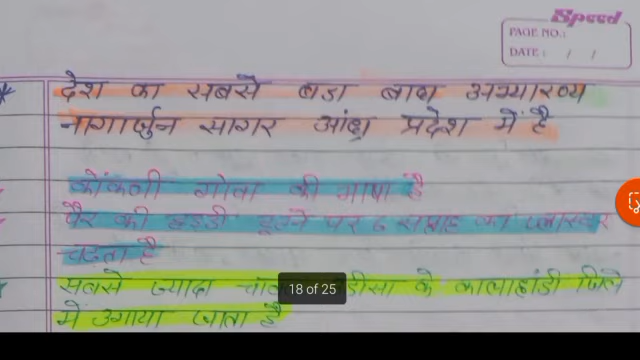 Speed
PAGE NO.:
DATE: / /
देश का सबसे बडा बाघ अभ्यारण्य
नागार्जुन सागर आंध्र प्रदेश में है
कोंकणी गोवा की भाषा है
पैर की हड्डी टूटने पर 6 सप्ताह का प्लास्टर
चढता है
सबसे ज्यादा के कालाहांडी जिले
18 of 25
में उगाया जाता है